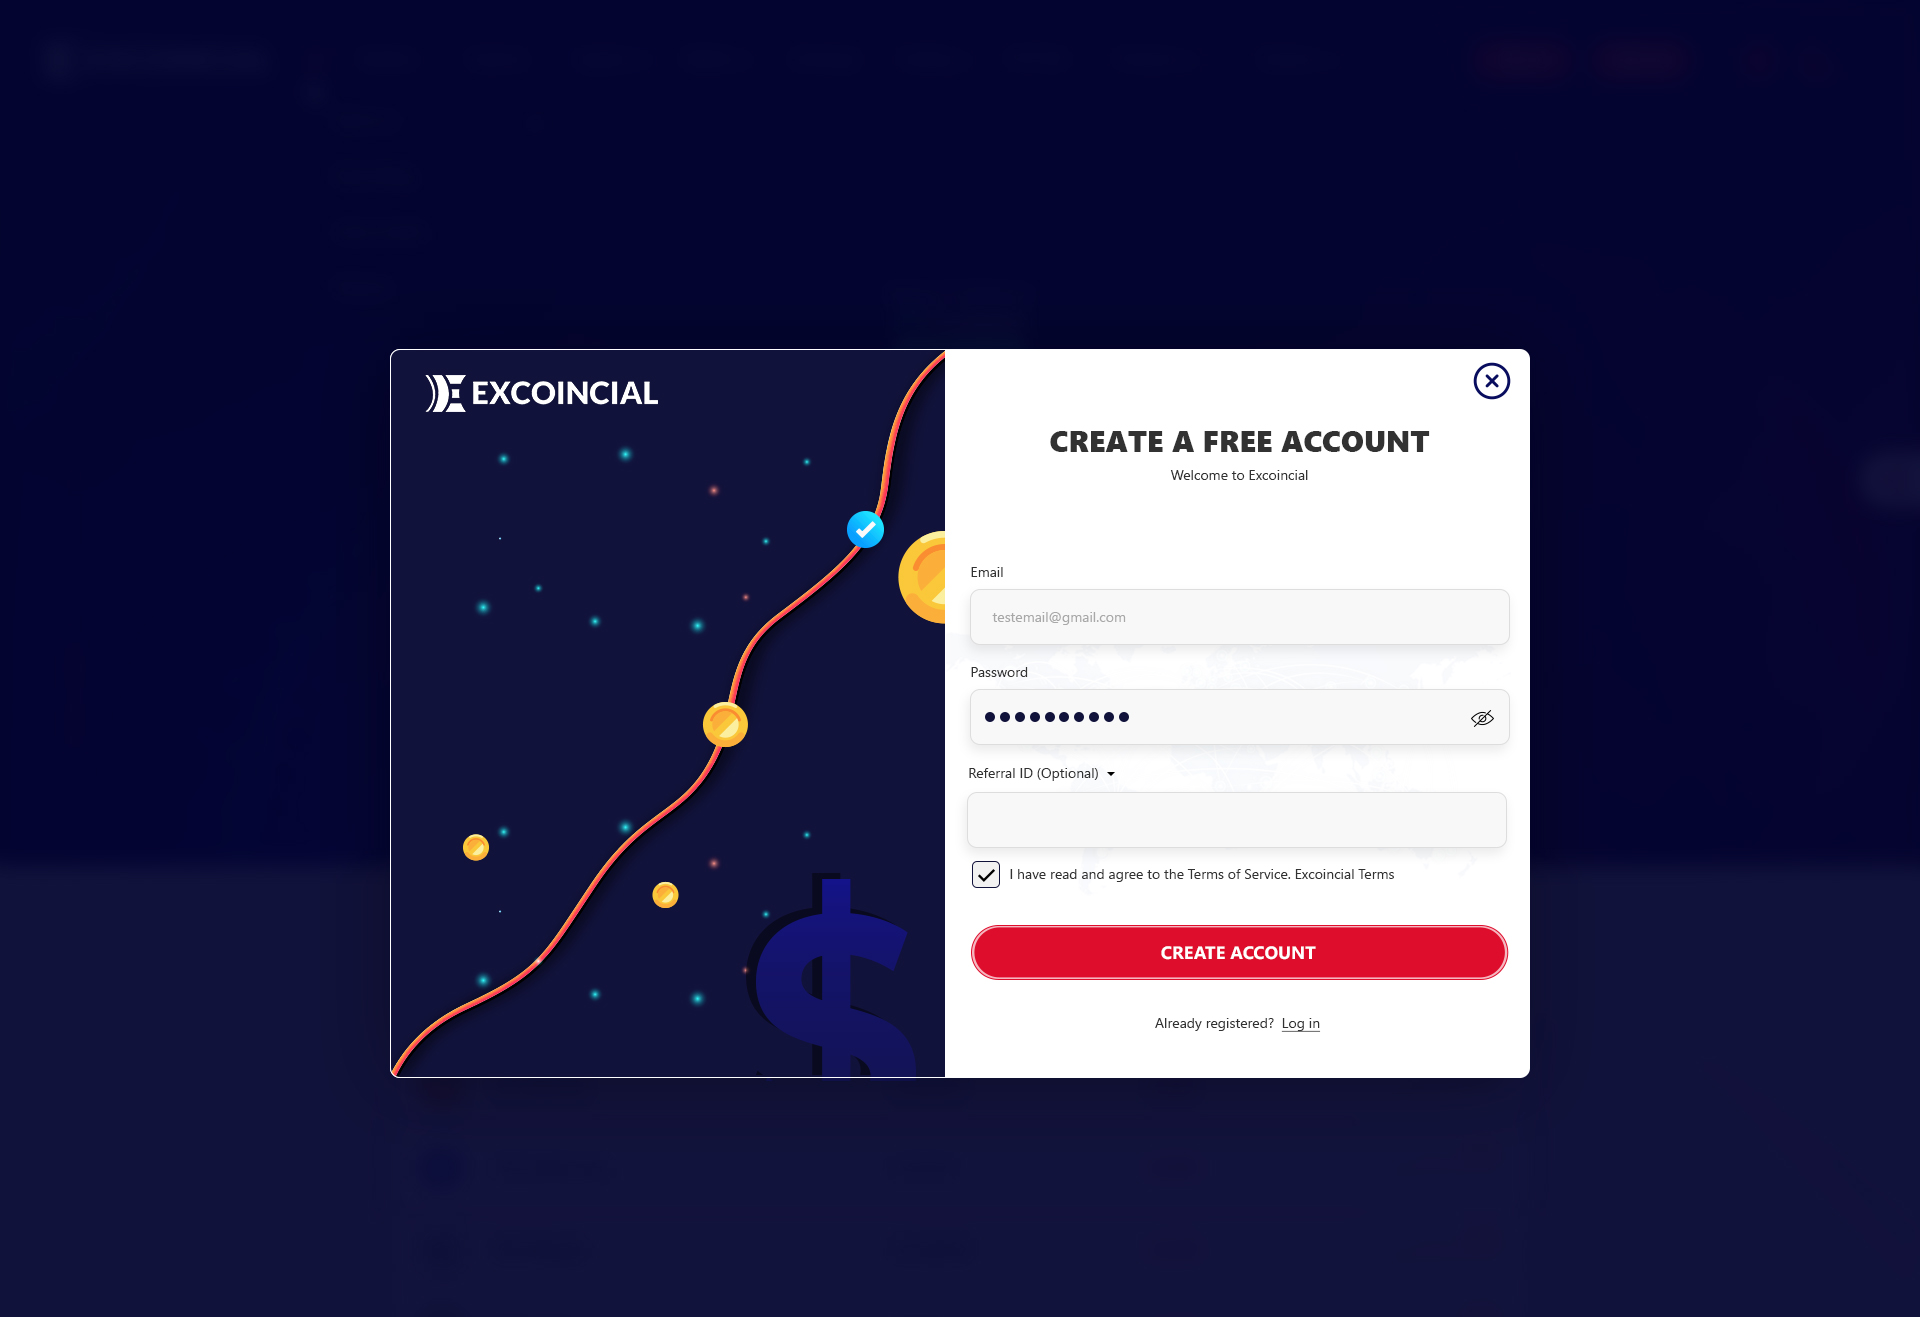 EXCOINCIAL
CREATE A FREE ACCOUNT
Welcome to Excoincial
Email
testemail@gmail.com
Password
Referral ID (Optional)
I have read and agree to the Terms of Service. Excoincial Terms
CREATE ACCOUNT
Already registered? Log in